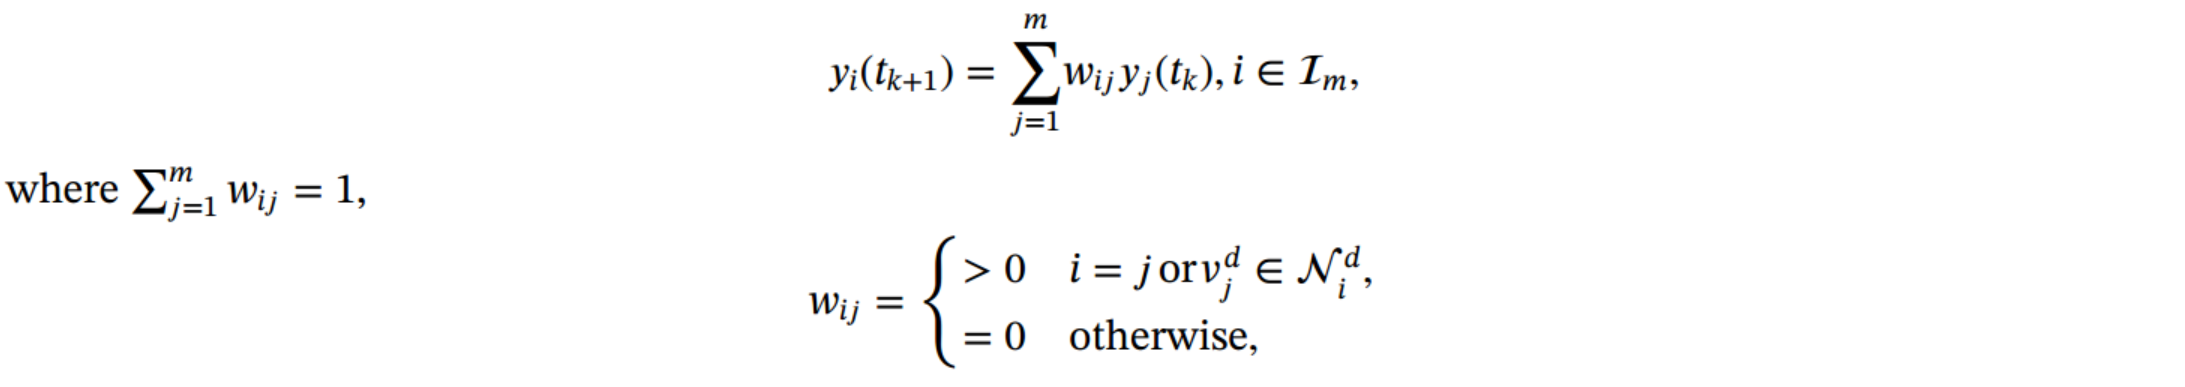 $$y_i(t_{k+1}) = \sum_{j=1}^{m} w_{ij} y_j(t_k), i \in \mathcal{I}_m,$$
where $\sum_{j=1}^{m} w_{ij} = 1,$
$$w_{ij} = \begin{cases} > 0 & i = j \, \text{or} v_j^d \in \mathcal{N}_i^d, \\ = 0 & \text{otherwise,} \end{cases}$$